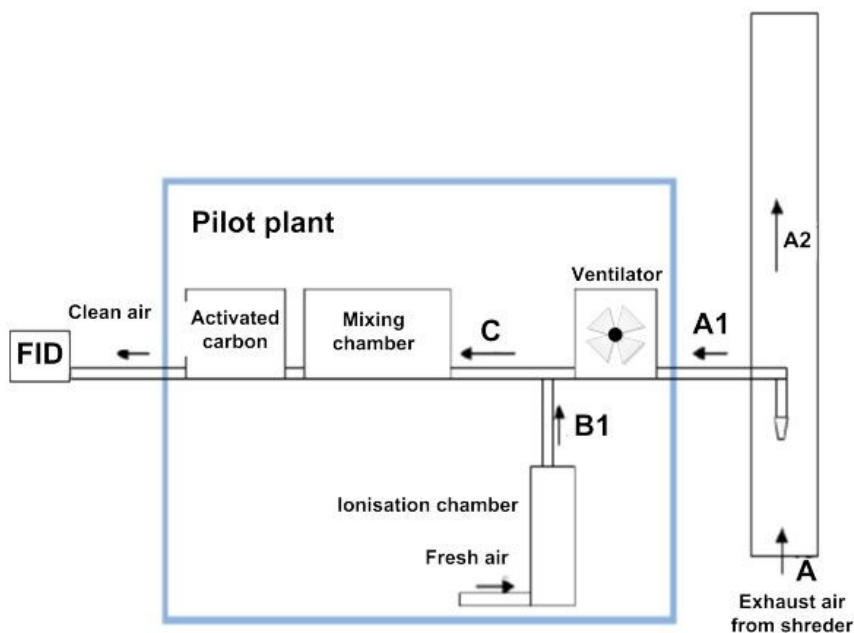 Pilot plant
A2
Ventilator
Clean air
Activated
carbon
Mixing
chamber
C
A1
FID
B1
Ionisation chamber
Fresh air
A
Exhaust air
from shreder